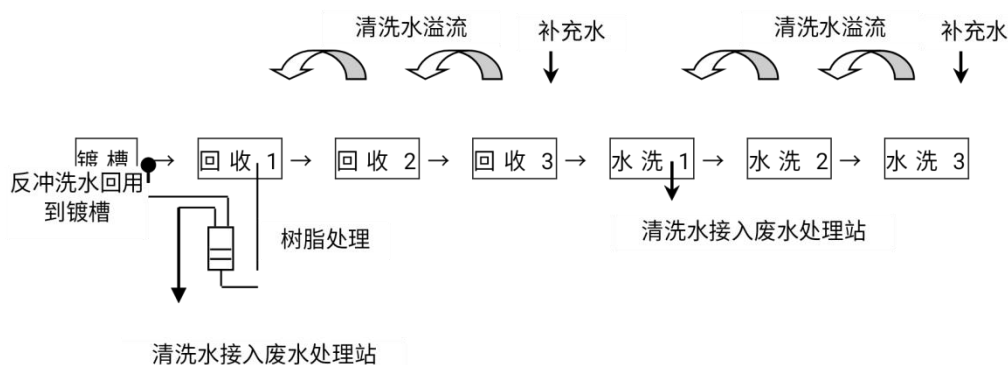 清洗水溢流 补充水 清洗水溢流 补充水
镀槽 → 回收 1 → 回收 2 → 回收 3 → 水洗 1 → 水洗 2 → 水洗 3
反冲洗水回用
到镀槽
树脂处理
清洗水接入废水处理站
清洗水接入废水处理站